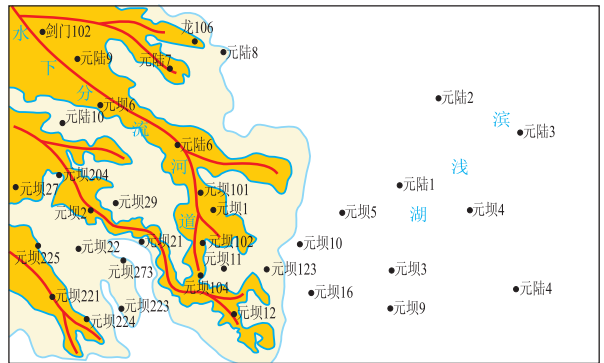 水下分流河道
滨浅湖
剑门102
龙106
元陆8
元陆9
元陆7
元坝6
元陆10
元陆2
元陆3
元陆6
元坝204
元坝27
元坝101
元陆1
元坝29
元坝2
元坝1
元坝5
元坝4
元坝21
元坝102
元坝10
元坝22
元坝225
元坝273
元坝11
元坝123
元坝3
元坝104
元坝221
元坝16
元陆4
元坝223
元坝224
元坝12
元坝9